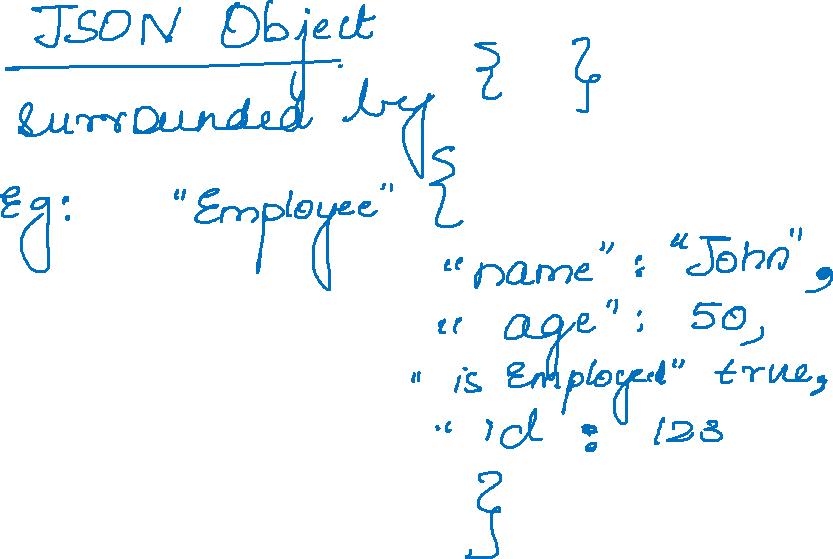 JSON Object
surrounded by { }
Eg: "Employee" {
"name": "John",
"age": 50,
"is Employed" true,
"id : 123
}